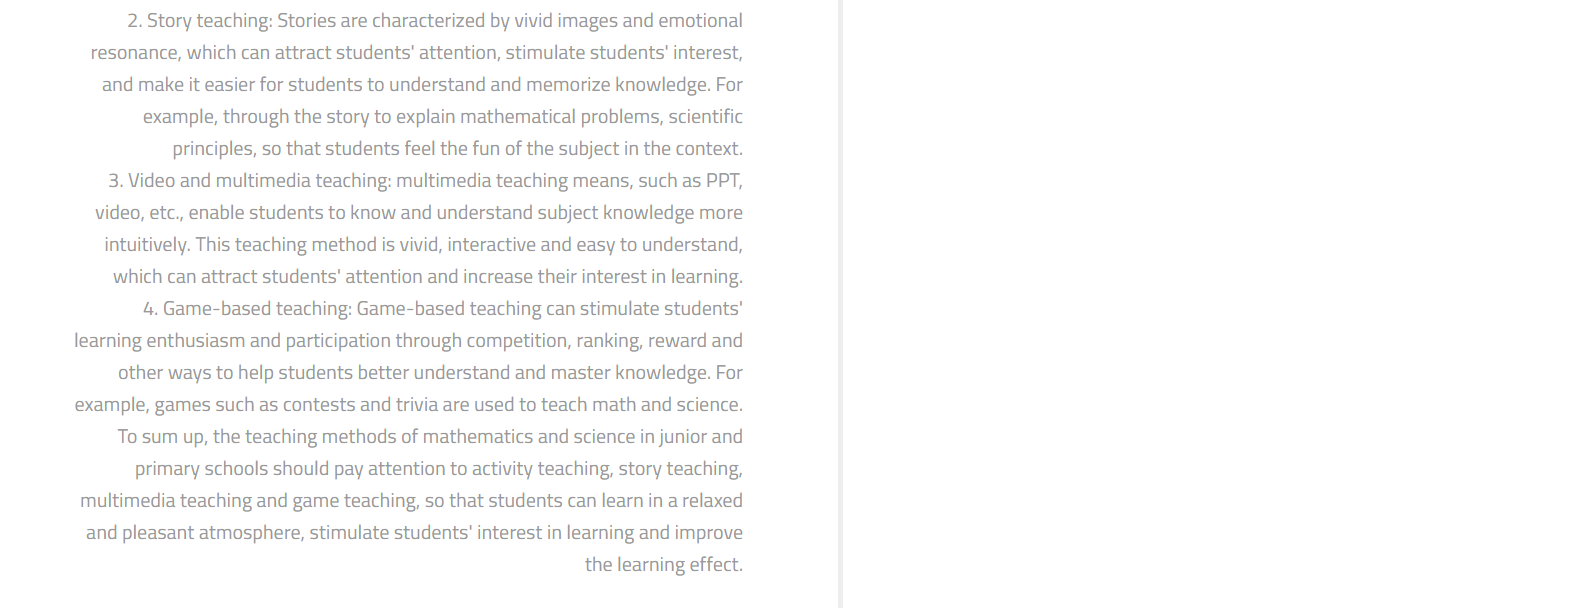 2. Story teaching: Stories are characterized by vivid images and emotional
resonance, which can attract students' attention, stimulate students' interest,
and make it easier for students to understand and memorize knowledge. For
example, through the story to explain mathematical problems, scientific
principles, so that students feel the fun of the subject in the context.
3. Video and multimedia teaching: multimedia teaching means, such as PPT,
video, etc., enable students to know and understand subject knowledge more
intuitively. This teaching method is vivid, interactive and easy to understand,
which can attract students' attention and increase their interest in learning.
4. Game-based teaching: Game-based teaching can stimulate students'
learning enthusiasm and participation through competition, ranking, reward and
other ways to help students better understand and master knowledge. For
example, games such as contests and trivia are used to teach math and science.
To sum up, the teaching methods of mathematics and science in junior and
primary schools should pay attention to activity teaching, story teaching,
multimedia teaching and game teaching, so that students can learn in a relaxed
and pleasant atmosphere, stimulate students' interest in learning and improve
the learning effect.